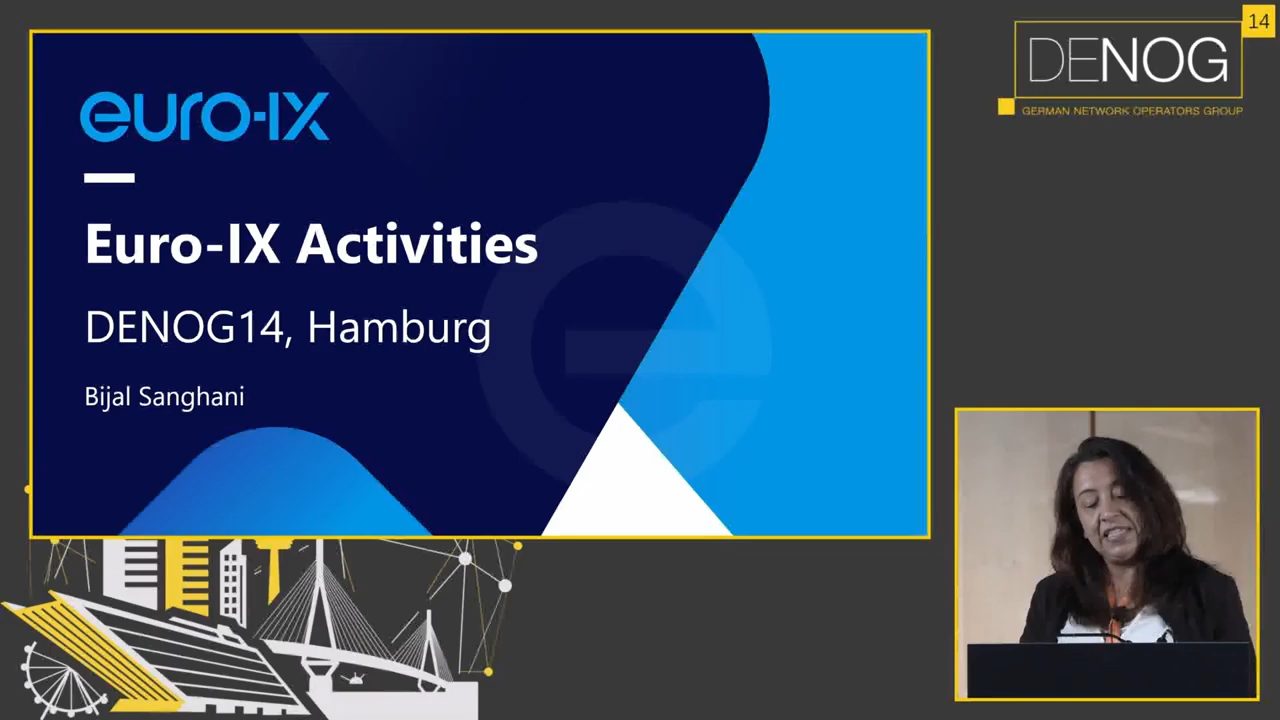 euro-IX
Euro-IX Activities
DENOG14, Hamburg
Bijal Sanghani
14
DENOG
GERMAN NETWORK OPERATORS GROUP